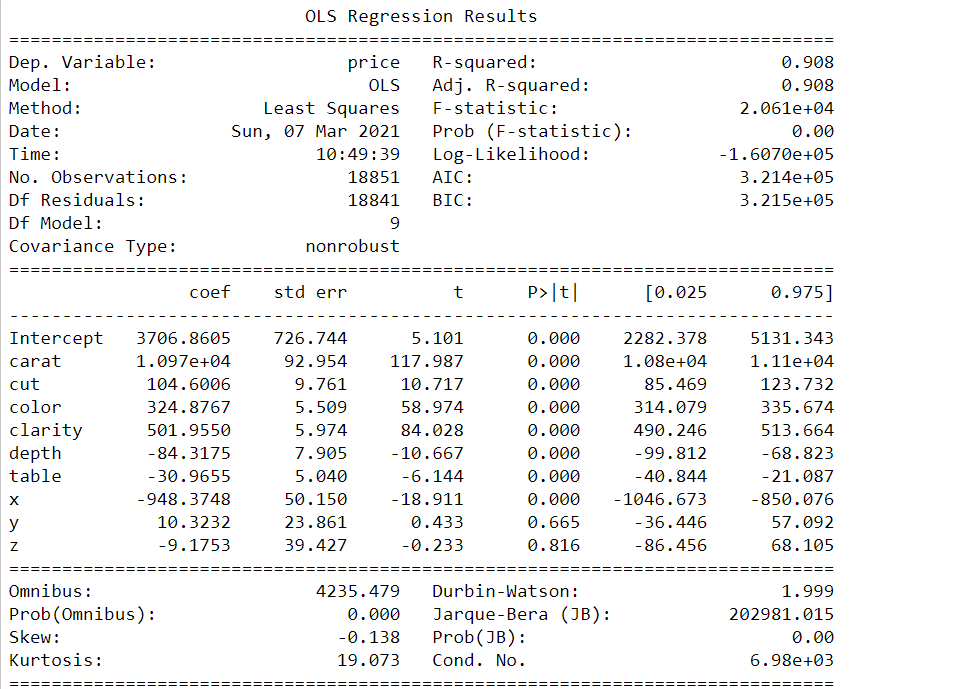 OLS Regression Results
==============================================================================
Dep. Variable:                  price   R-squared:                       0.908
Model:                            OLS   Adj. R-squared:                  0.908
Method:                 Least Squares   F-statistic:                 2.061e+04
Date:                Sun, 07 Mar 2021   Prob (F-statistic):               0.00
Time:                        10:49:39   Log-Likelihood:            -1.6070e+05
No. Observations:               18851   AIC:                         3.214e+05
Df Residuals:                   18841   BIC:                         3.215e+05
Df Model:                           9
Covariance Type:            nonrobust
==============================================================================
coef    std err          t      P>|t|      [0.025      0.975]
------------------------------------------------------------------------------
Intercept   3706.8605    726.744      5.101      0.000    2282.378    5131.343
carat       1.097e+04     92.954    117.987      0.000    1.08e+04    1.11e+04
cut          104.6006      9.761     10.717      0.000      85.469     123.732
color        324.8767      5.509     58.974      0.000     314.079     335.674
clarity      501.9550      5.974     84.028      0.000     490.246     513.664
depth        -84.3175      7.905    -10.667      0.000     -99.812     -68.823
table        -30.9655      5.040     -6.144      0.000     -40.844     -21.087
x           -948.3748     50.150    -18.911      0.000   -1046.673    -850.076
y             10.3232     23.861      0.433      0.665     -36.446      57.092
z             -9.1753     39.427     -0.233      0.816     -86.456      68.105
==============================================================================
Omnibus:                     4235.479   Durbin-Watson:                   1.999
Prob(Omnibus):                  0.000   Jarque-Bera (JB):           202981.015
Skew:                          -0.138   Prob(JB):                         0.00
Kurtosis:                      19.073   Cond. No.                     6.98e+03
==============================================================================